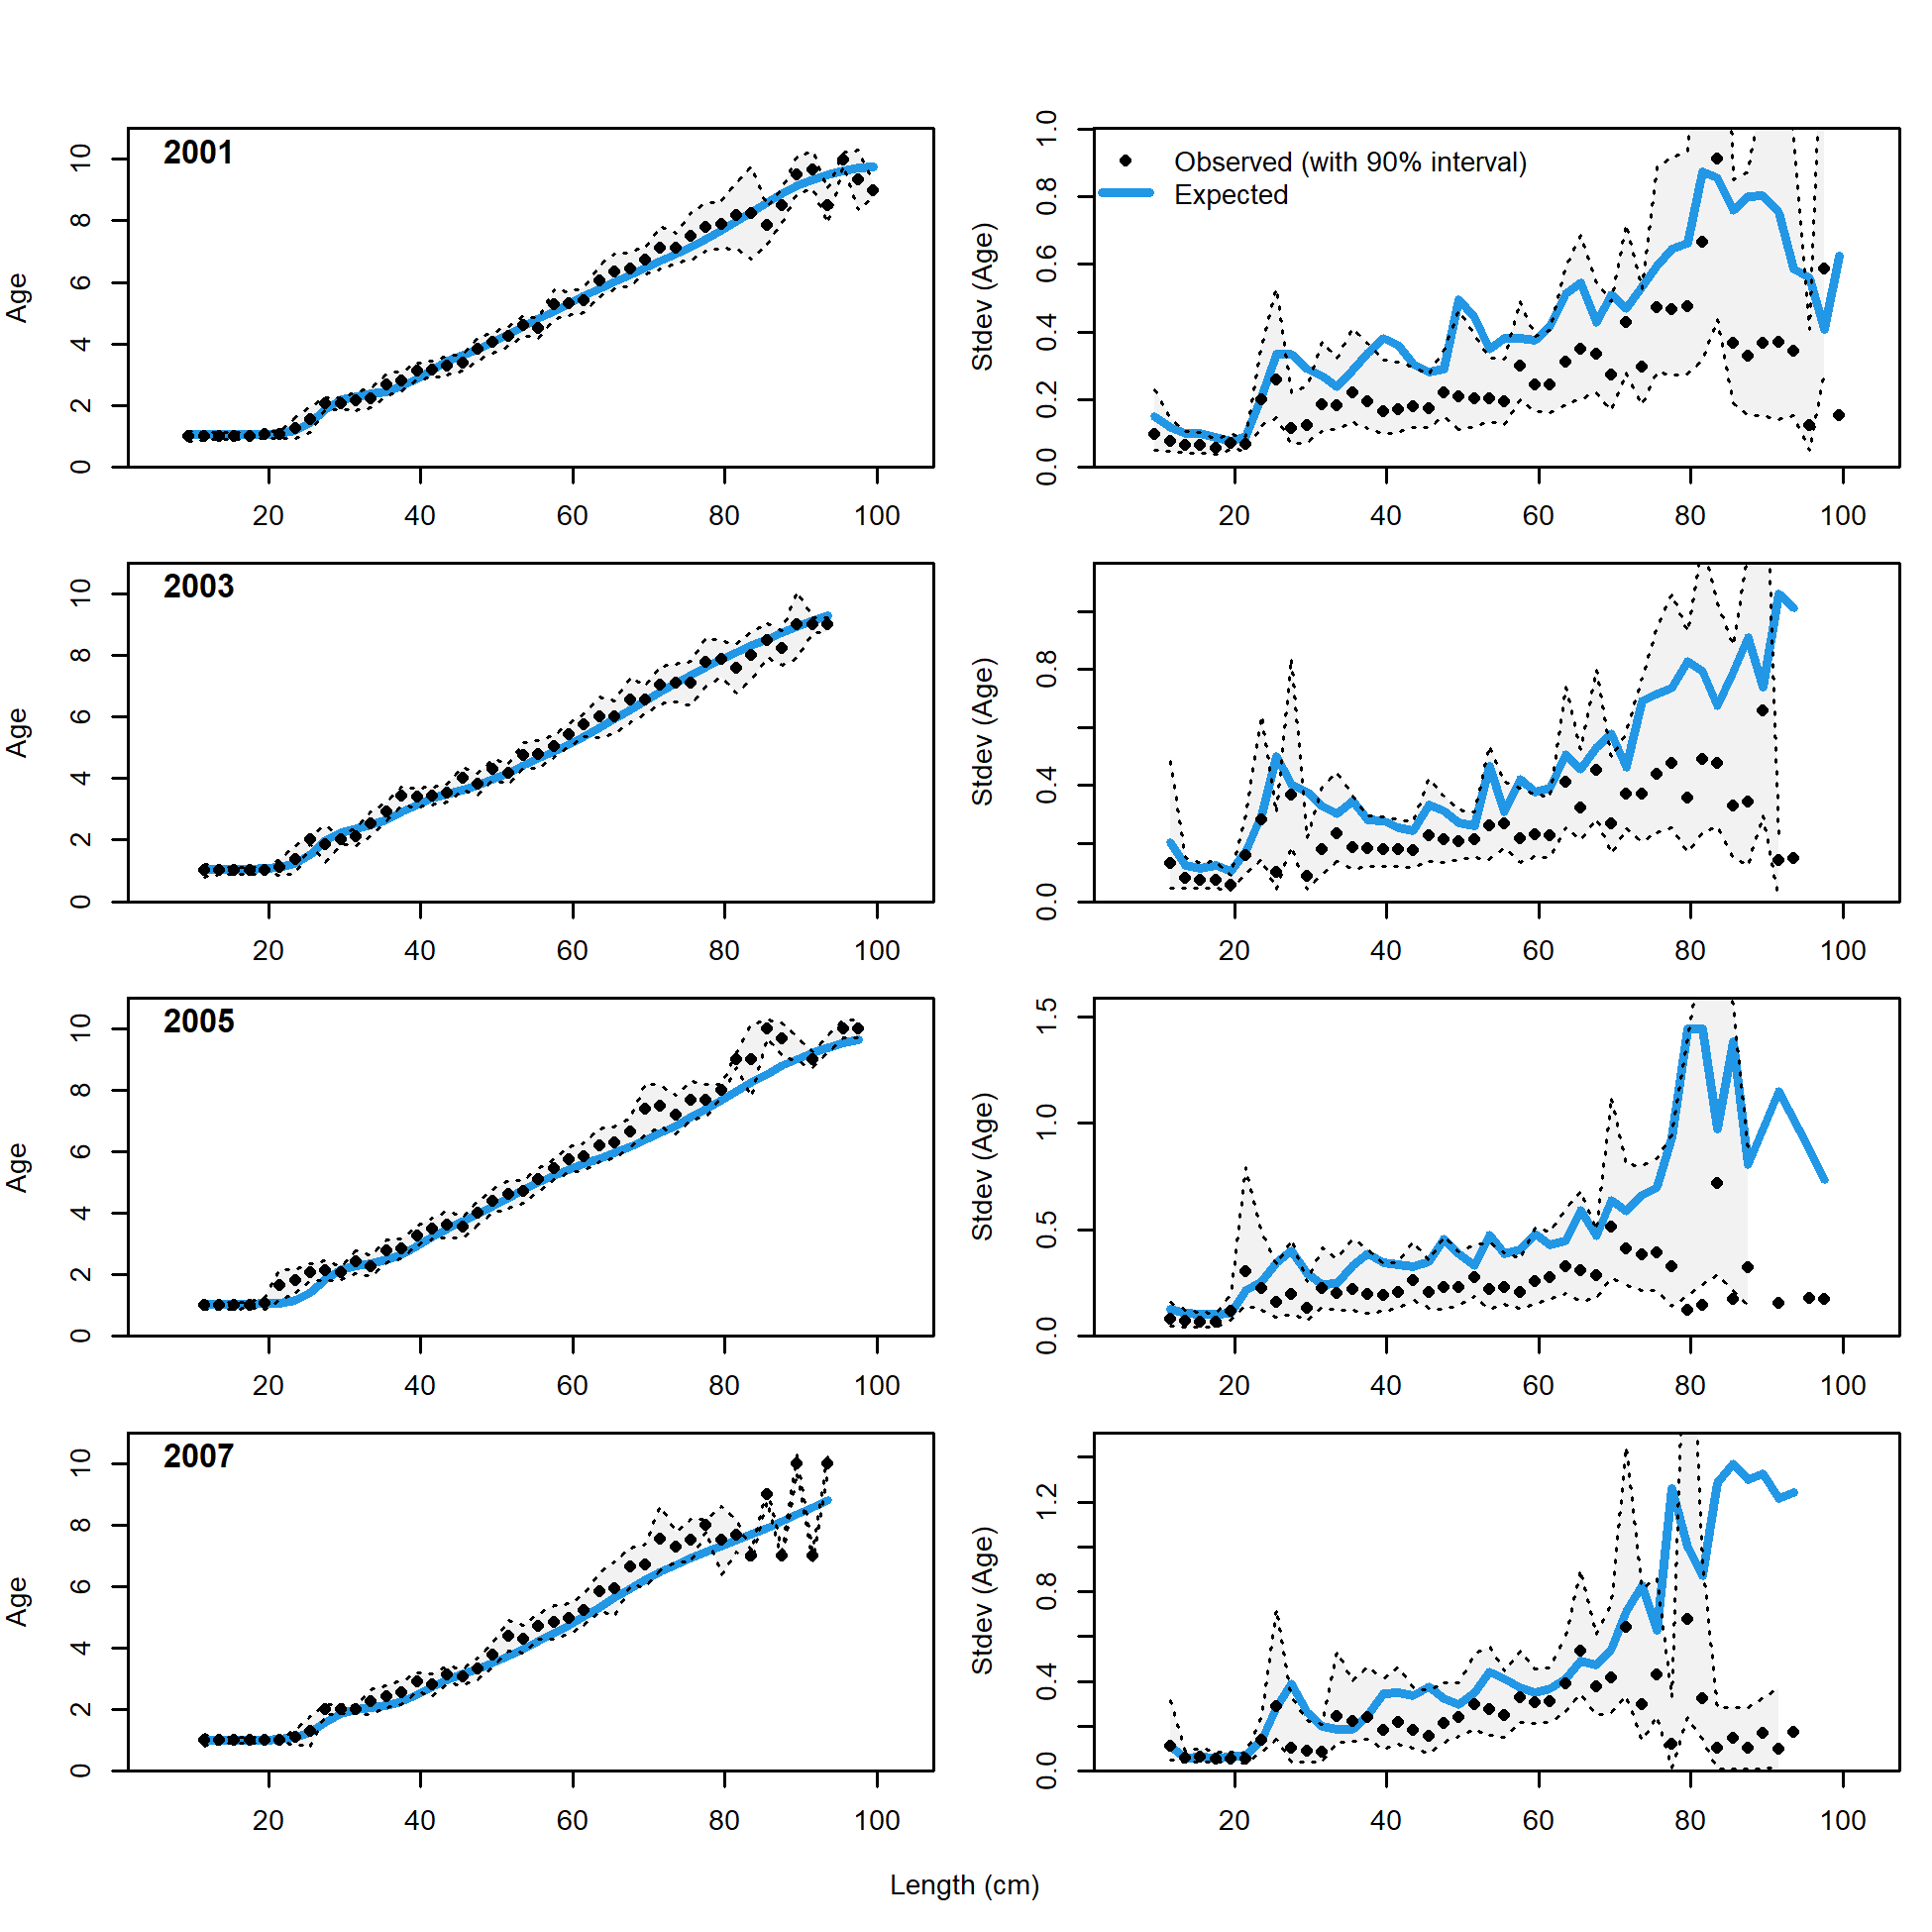 2001
Age
0 2 4 6 8 10
20 40 60 80 100
Observed (with 90% interval)
Expected
Stdev (Age)
0.0 0.2 0.4 0.6 0.8 1.0
20 40 60 80 100
2003
Age
0 2 4 6 8 10
20 40 60 80 100
Stdev (Age)
0.0 0.4 0.8
20 40 60 80 100
2005
Age
0 2 4 6 8 10
20 40 60 80 100
Stdev (Age)
0.0 0.5 1.0 1.5
20 40 60 80 100
2007
Age
0 2 4 6 8 10
20 40 60 80 100
Stdev (Age)
0.0 0.4 0.8 1.2
20 40 60 80 100
Length (cm)